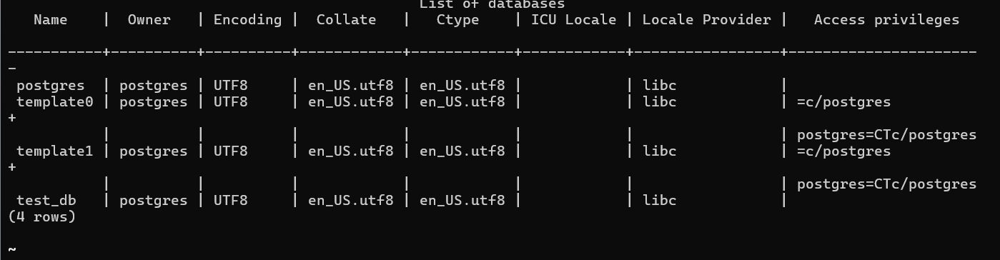 List of databases
   Name    |  Owner   | Encoding |  Collate   |   Ctype    | ICU Locale | Locale Provider |   Access privileges
-----------+----------+----------+------------+------------+------------+-----------------+----------------------
-
 postgres  | postgres | UTF8     | en_US.utf8 | en_US.utf8 |            | libc            |
 template0 | postgres | UTF8     | en_US.utf8 | en_US.utf8 |            | libc            | =c/postgres
+
           |          |          |            |            |            |                 | postgres=CTc/postgres
 template1 | postgres | UTF8     | en_US.utf8 | en_US.utf8 |            | libc            | =c/postgres
+
           |          |          |            |            |            |                 | postgres=CTc/postgres
 test_db   | postgres | UTF8     | en_US.utf8 | en_US.utf8 |            | libc            |
(4 rows)
~